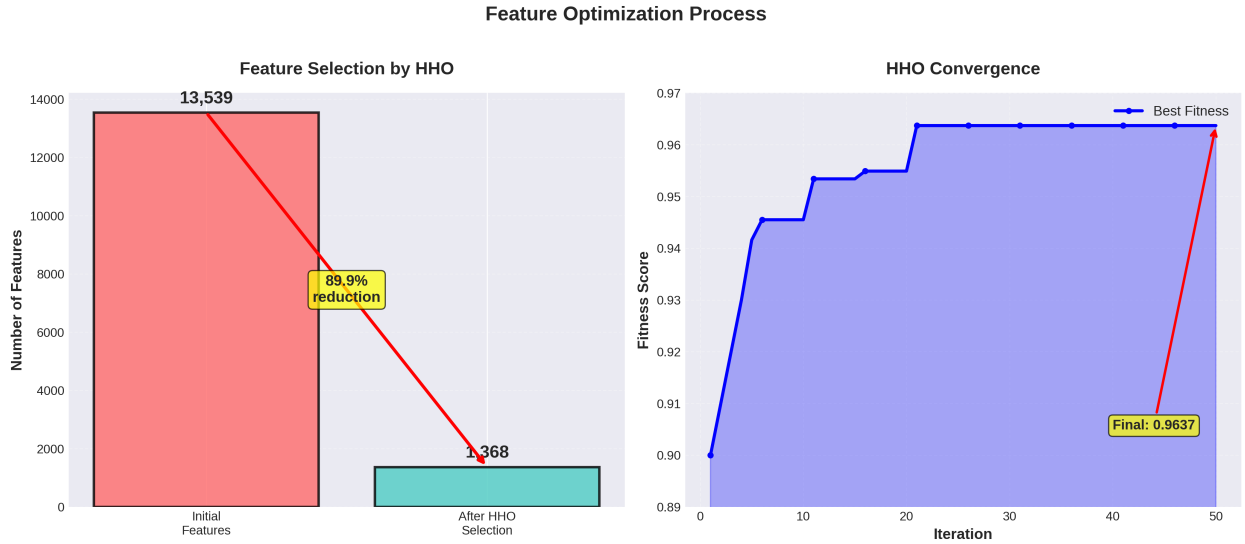 Feature Optimization Process
Feature Selection by HHO
13,539
14000
12000
10000
8000
6000
4000
2000
0
Number of Features
89.9%
reduction
1,368
Initial
Features
After HHO
Selection
HHO Convergence
Best Fitness
0.97
0.96
0.95
0.94
0.93
0.92
0.91
0.90
0.89
Fitness Score
Final: 0.9637
0
10
20
30
40
50
Iteration